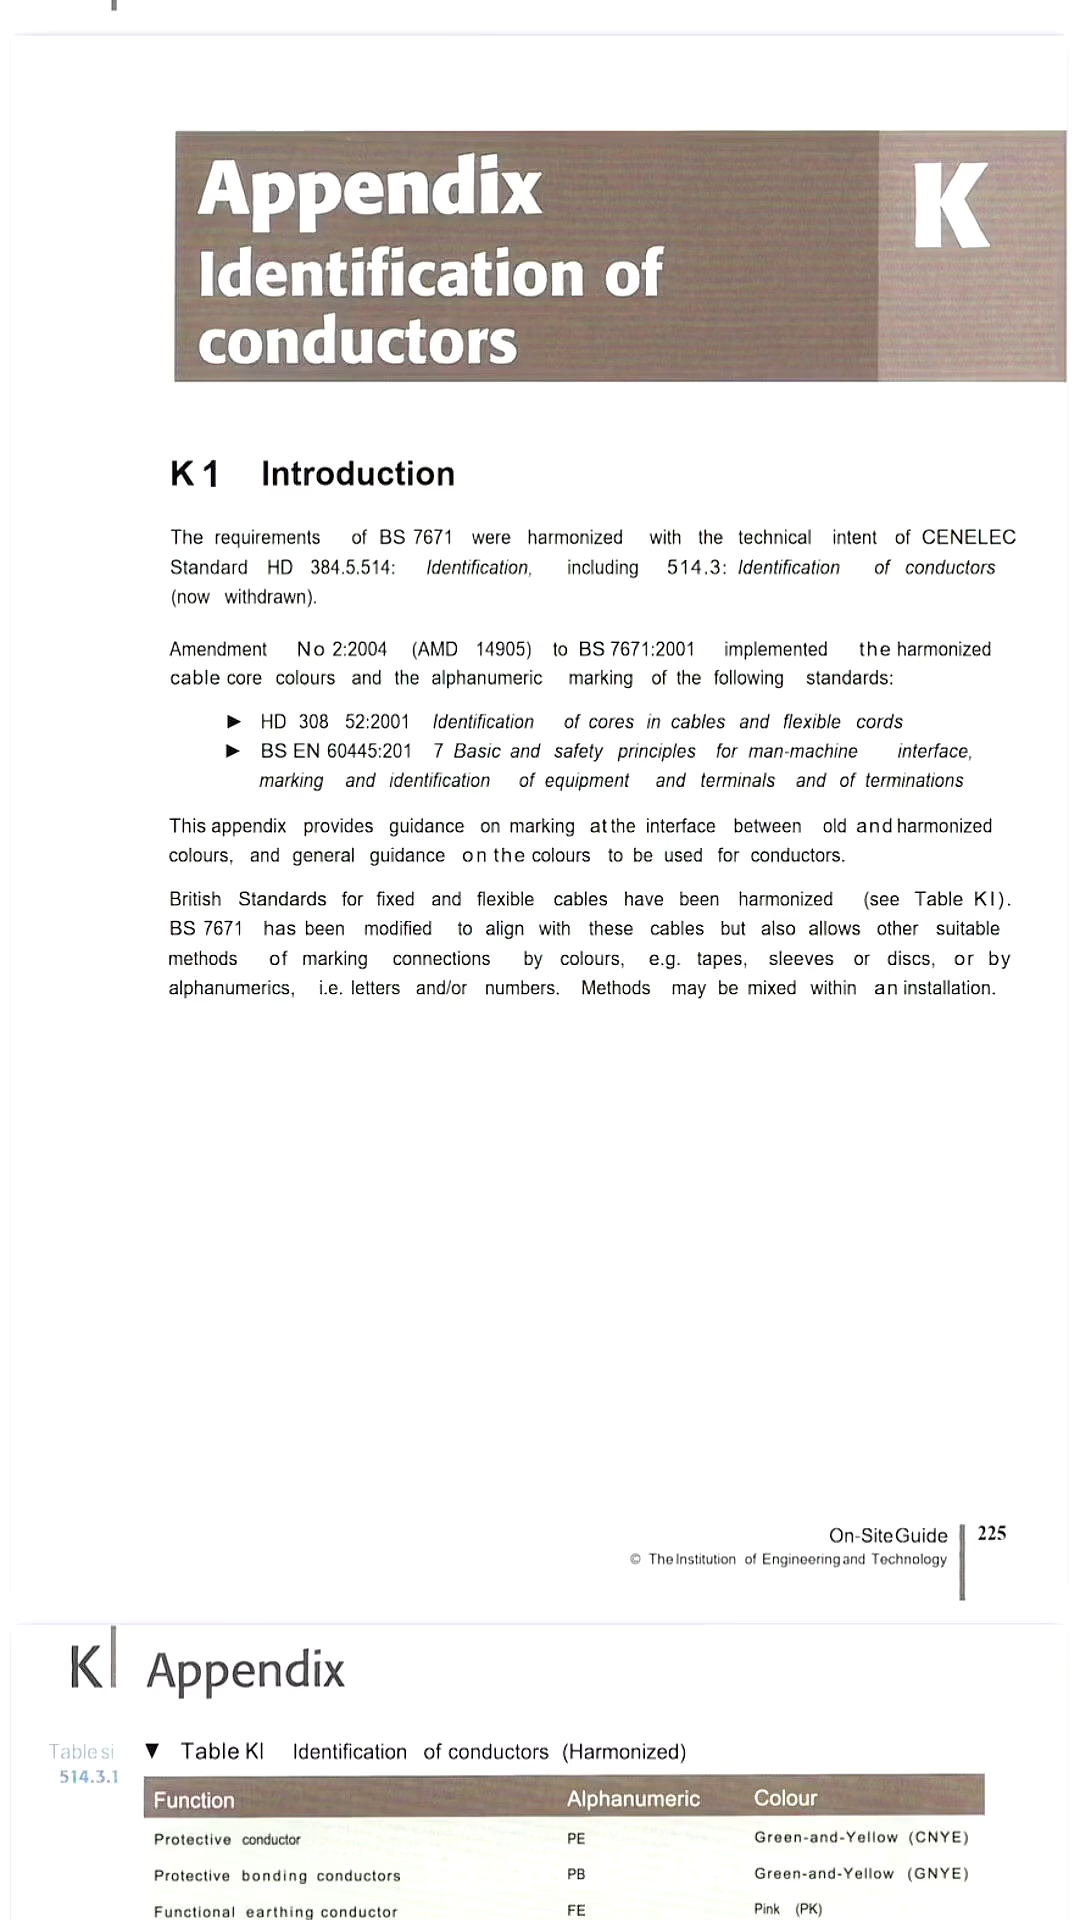 Appendix
K
Identification of
conductors
K 1 Introduction
The requirements of BS 7671 were harmonized with the technical intent of CENELEC
Standard HD 384.5.514: Identification, including 514.3: Identification of conductors
(now withdrawn).
Amendment No 2:2004 (AMD 14905) to BS 7671:2001 implemented the harmonized
cable core colours and the alphanumeric marking of the following standards:
► HD 308 52:2001 Identification of cores in cables and flexible cords
► BS EN 60445:201 7 Basic and safety principles for man-machine interface,
marking and identification of equipment and terminals and of terminations
This appendix provides guidance on marking at the interface between old and harmonized
colours, and general guidance on the colours to be used for conductors.
British Standards for fixed and flexible cables have been harmonized (see Table KI).
BS 7671 has been modified to align with these cables but also allows other suitable
methods of marking connections by colours, e.g. tapes, sleeves or discs, or by
alphanumerics, i.e. letters and/or numbers. Methods may be mixed within an installation.
On-Site Guide 225
© The Institution of Engineering and Technology
K Appendix
Table si ▼ Table KI Identification of conductors (Harmonized)
514.3.1
Function Alphanumeric Colour
Protective conductor PE Green-and-Yellow (CNYE)
Protective bonding conductors PB Green-and-Yellow (GNYE)
Functional earthing conductor FE Pink (PK)